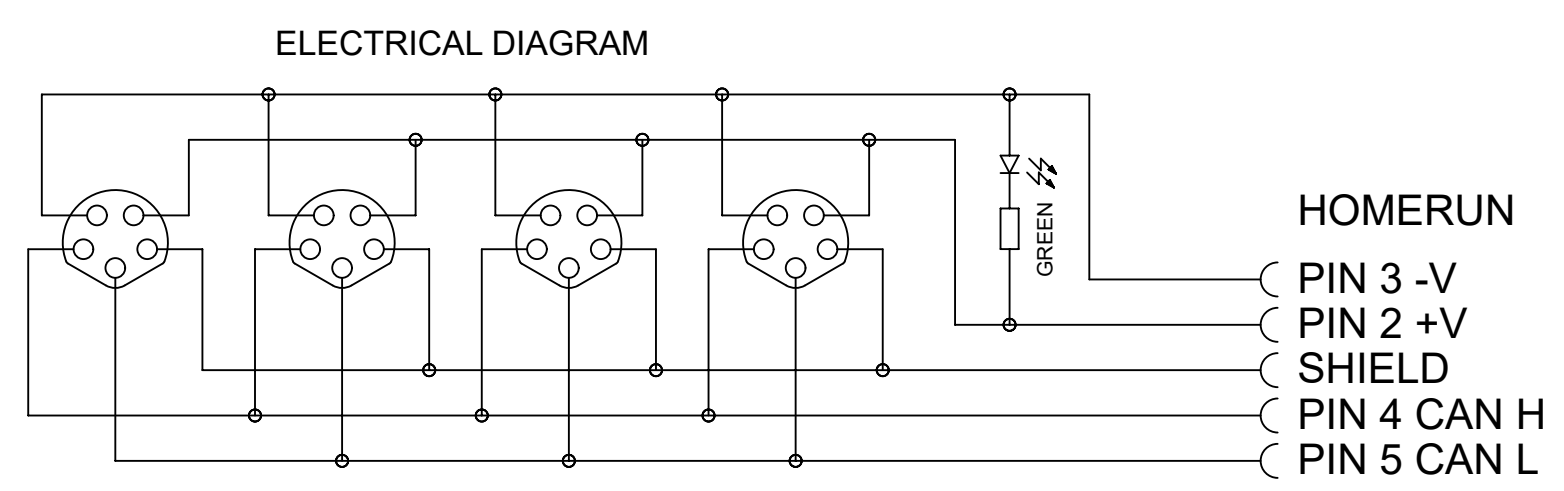 ELECTRICAL DIAGRAM
GREEN
HOMERUN
PIN 3 -V
PIN 2 +V
SHIELD
PIN 4 CAN H
PIN 5 CAN L